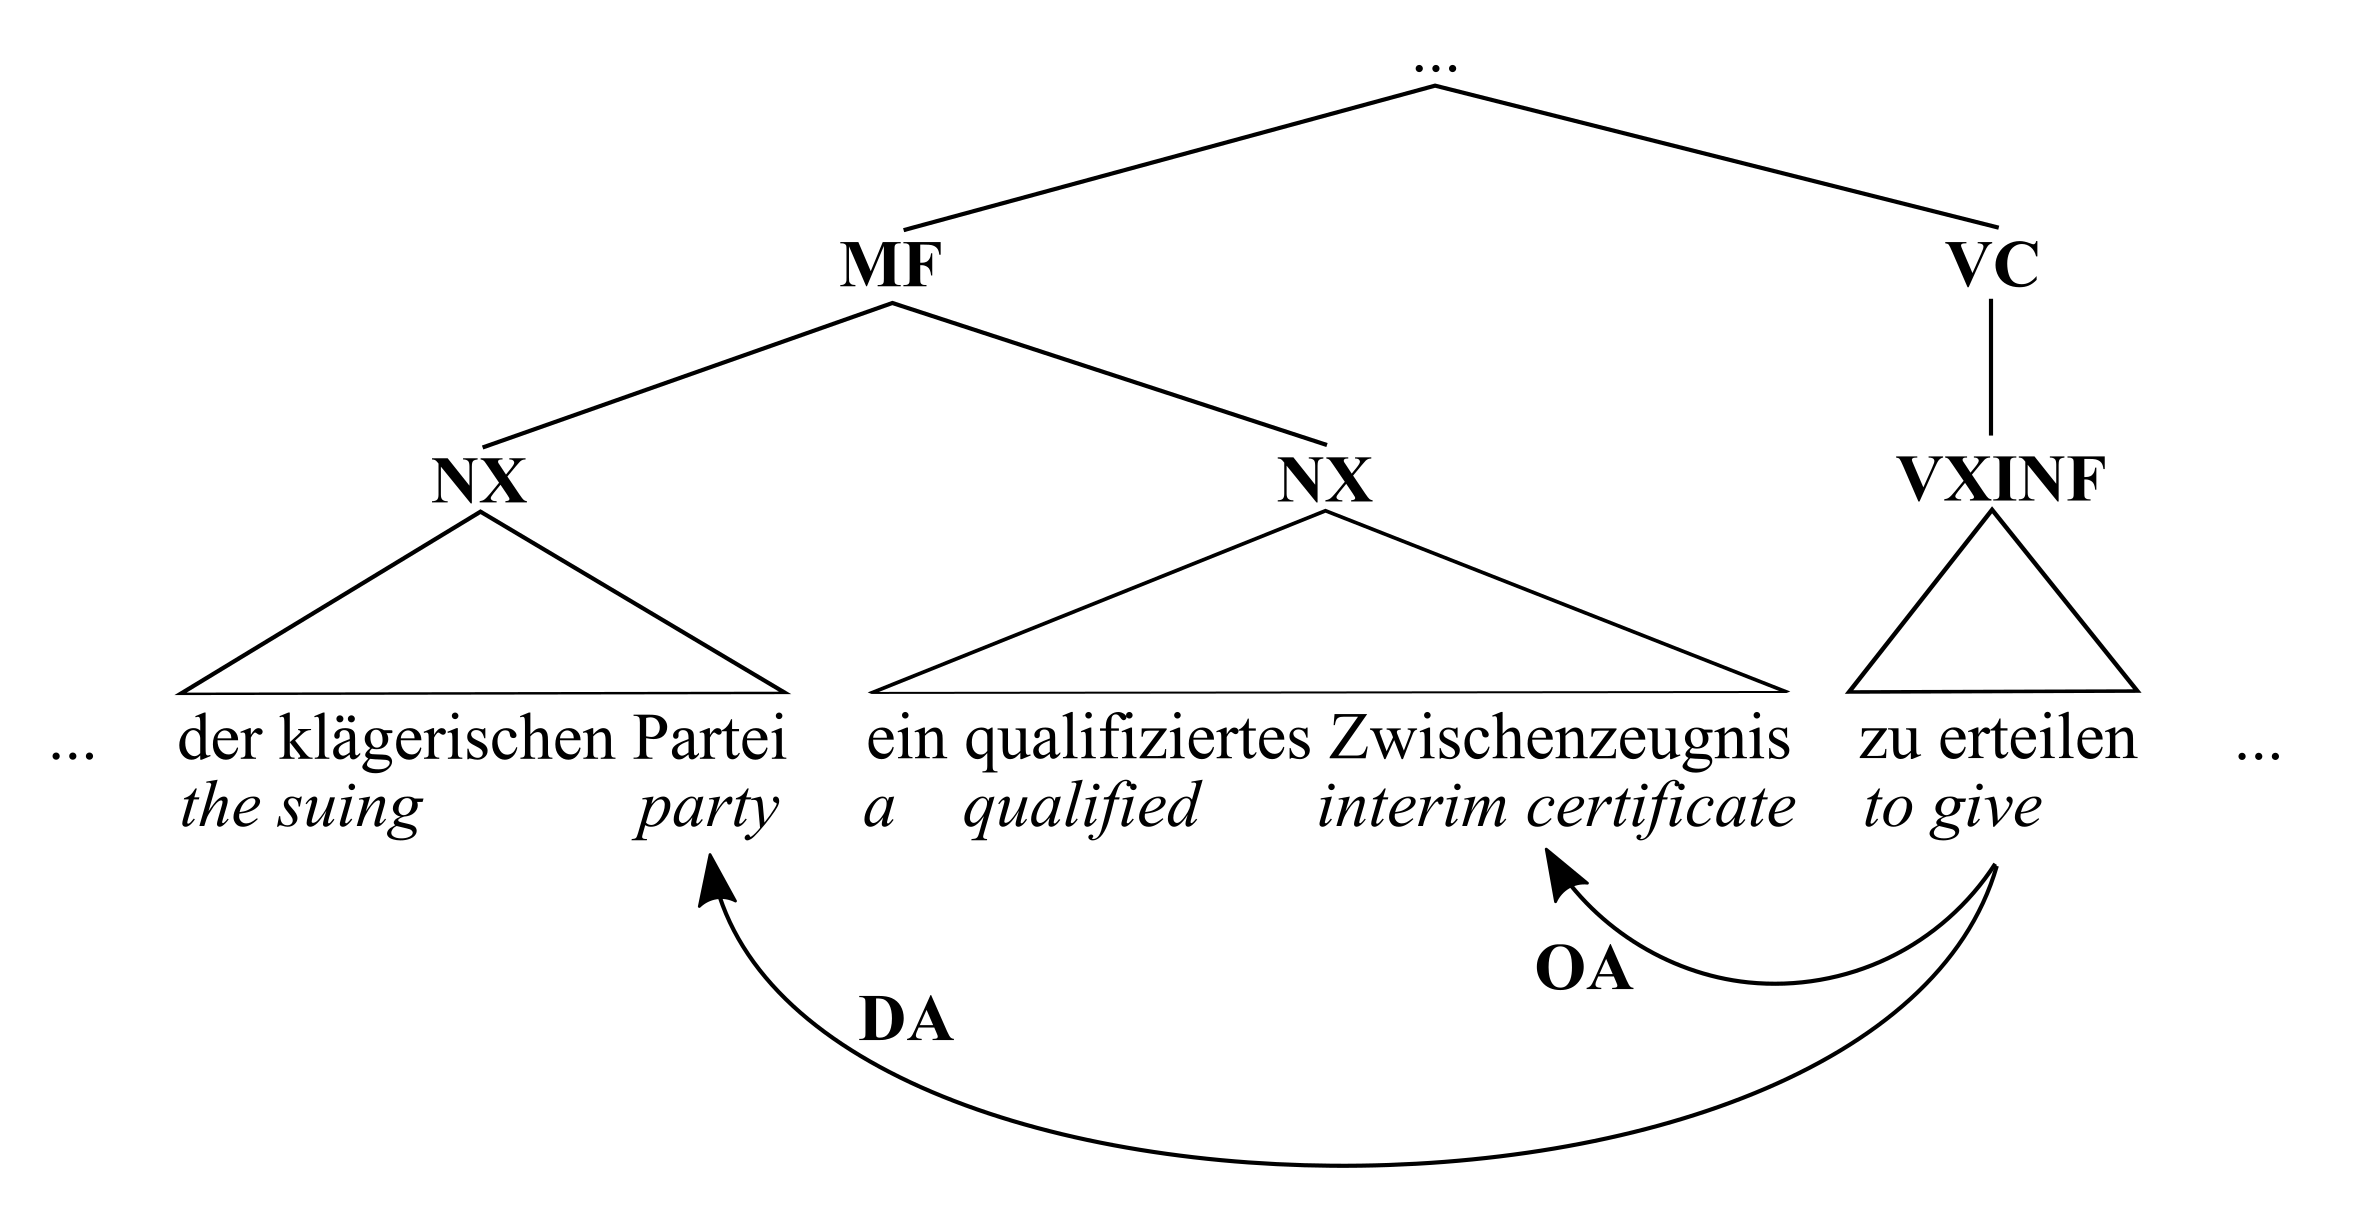 ...
MF VC
NX NX VXINF
... der klägerischen Partei ein qualifiziertes Zwischenzeugnis zu erteilen ...
the suing party a qualified interim certificate to give
OA
DA